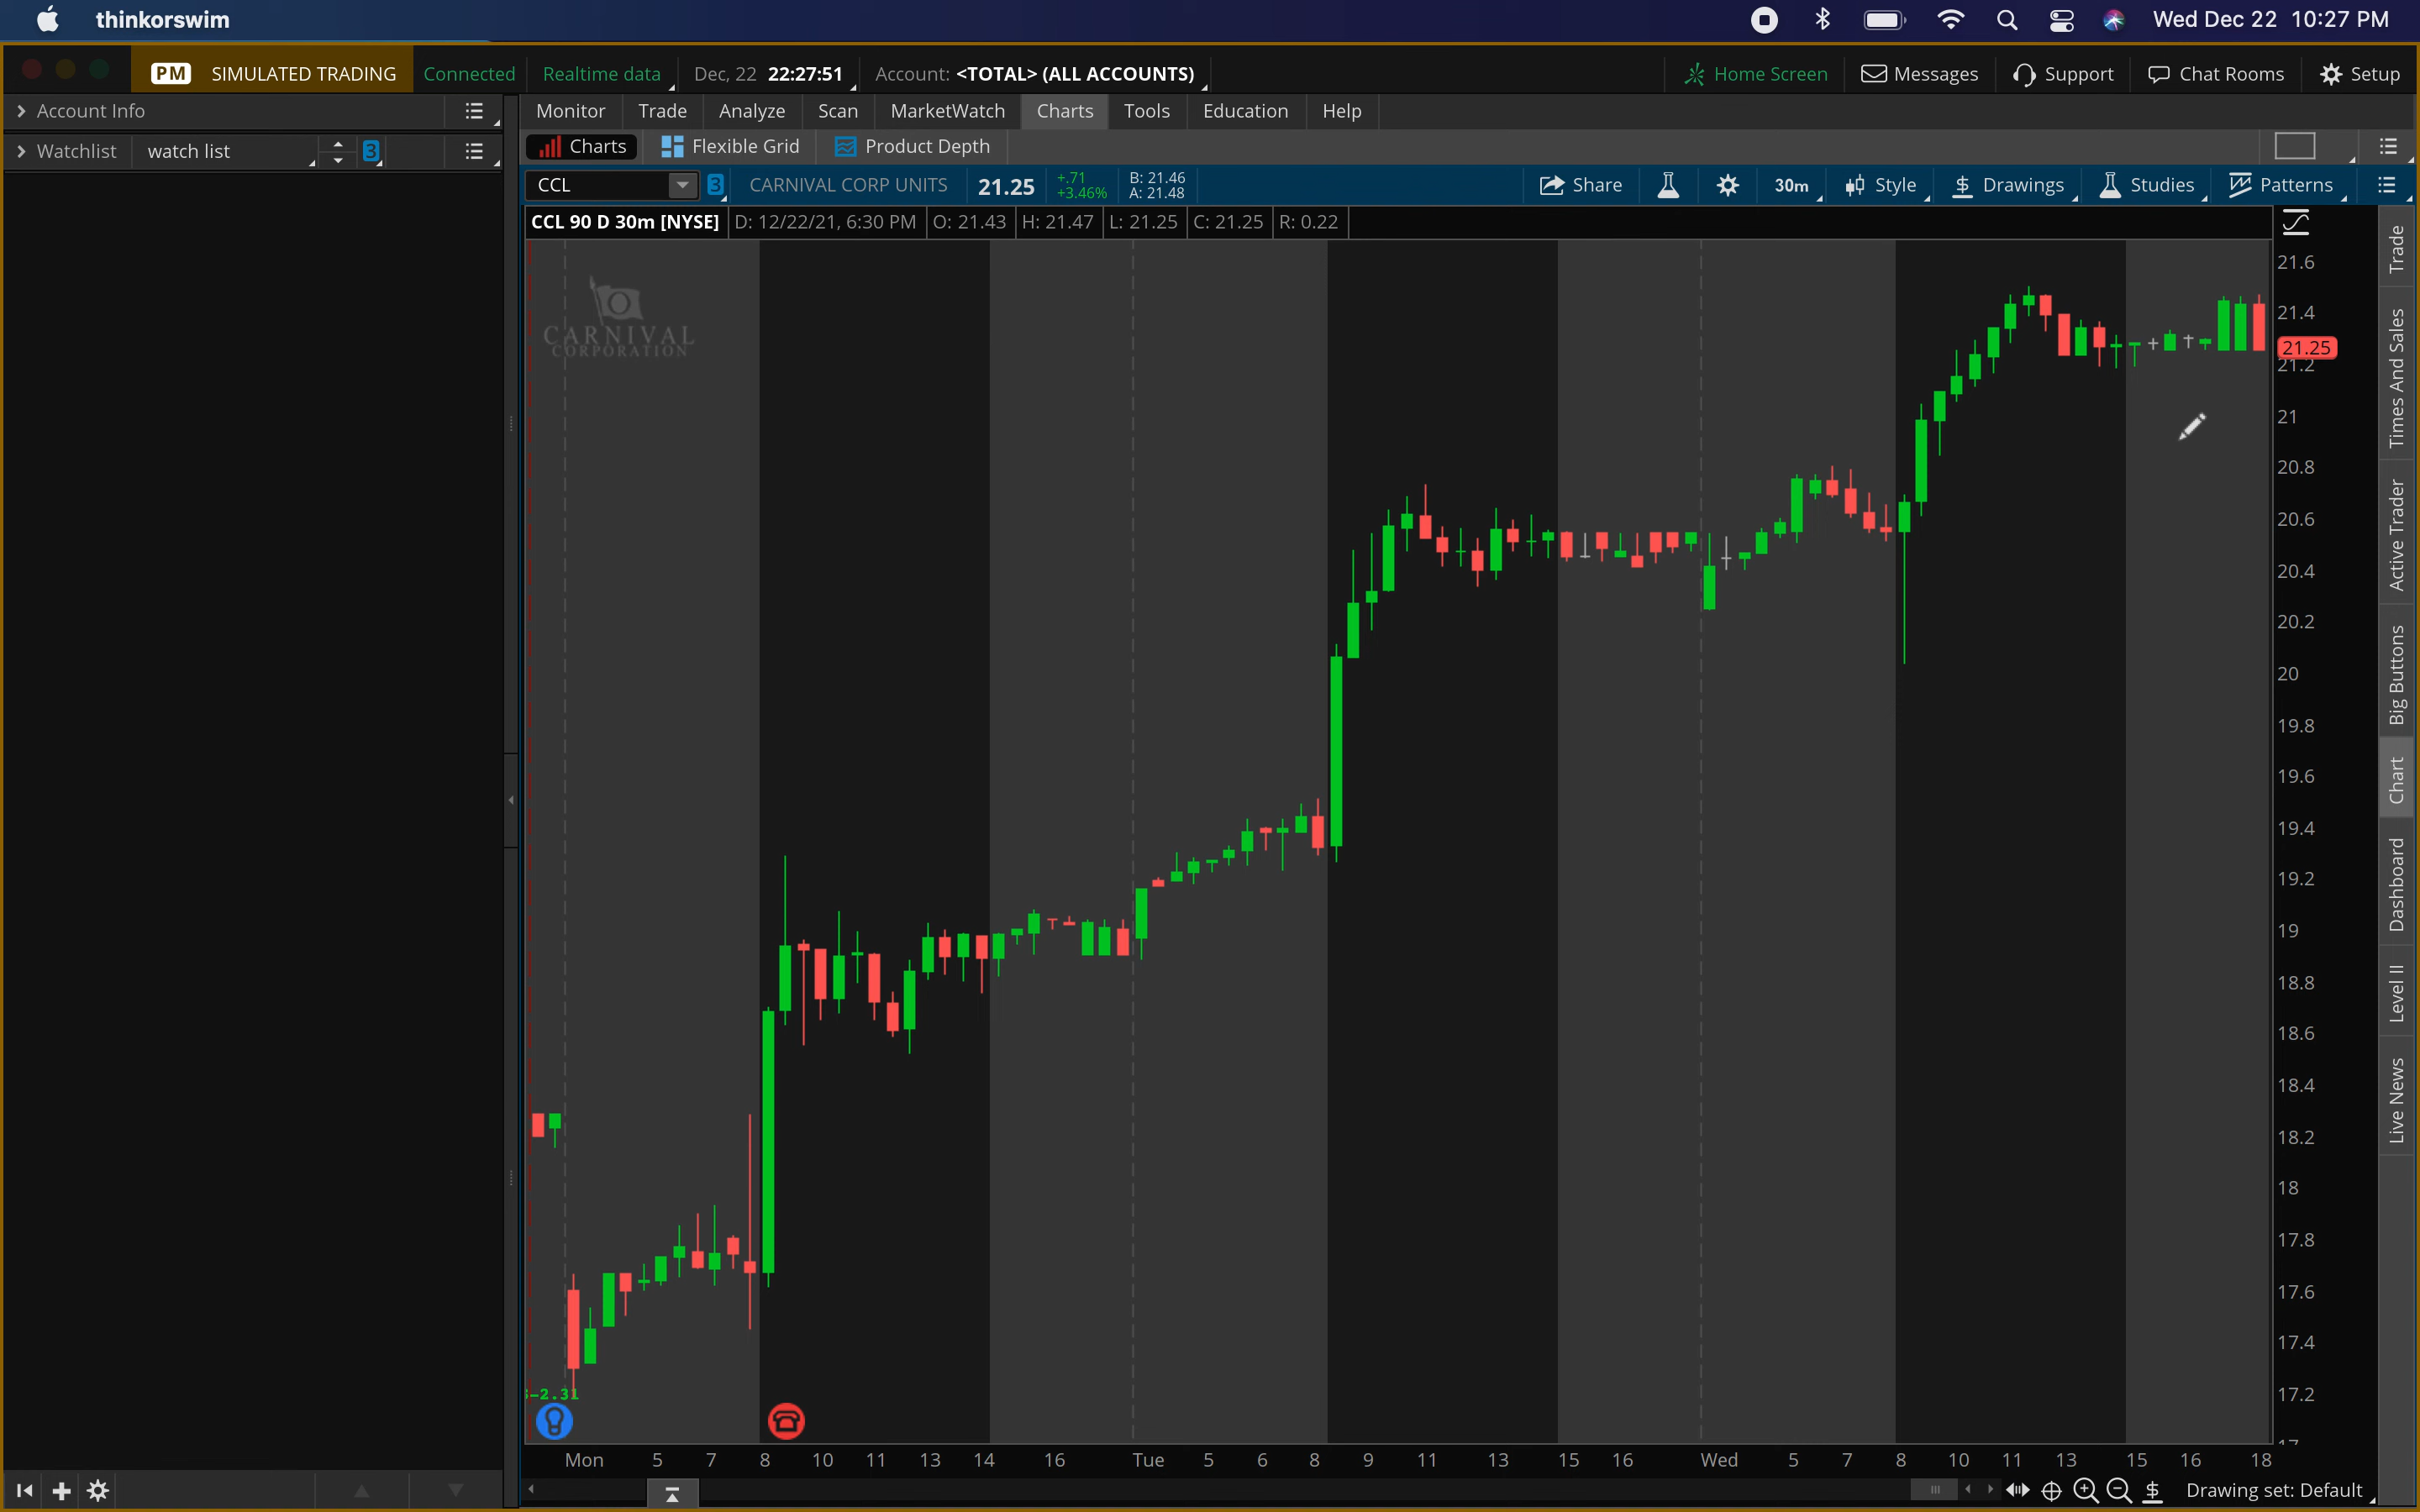 thinkorswim
Wed Dec 22 10:27 PM
PM SIMULATED TRADING Connected Realtime data Dec, 22 22:27:51 Account: <TOTAL> (ALL ACCOUNTS) Home Screen Messages Support Chat Rooms Setup
Account Info
Monitor Trade Analyze Scan MarketWatch Charts Tools Education Help
Watchlist watch list 3
Charts Flexible Grid Product Depth
CCL 3 CARNIVAL CORP UNITS 21.25 +.71 +3.46% B: 21.46 A: 21.48 Share 30m Style Drawings Studies Patterns
CCL 90 D 30m [NYSE] D: 12/22/21, 6:30 PM O: 21.43 H: 21.47 L: 21.25 C: 21.25 R: 0.22
CARNIVAL
CORPORATION
21.6
21.4
21.25
21.2
21
20.8
20.6
20.4
20.2
20
19.8
19.6
19.4
19.2
19
18.8
18.6
18.4
18.2
18
17.8
17.6
17.4
17.2
-2.31
Mon 5 7 8 10 11 13 14 16 Tue 5 6 8 9 11 13 15 16 Wed 5 7 8 10 11 13 15 16 18
Drawing set: Default
Trade
Times And Sales
Active Trader
Big Buttons
Chart
Dashboard
Level II
Live News